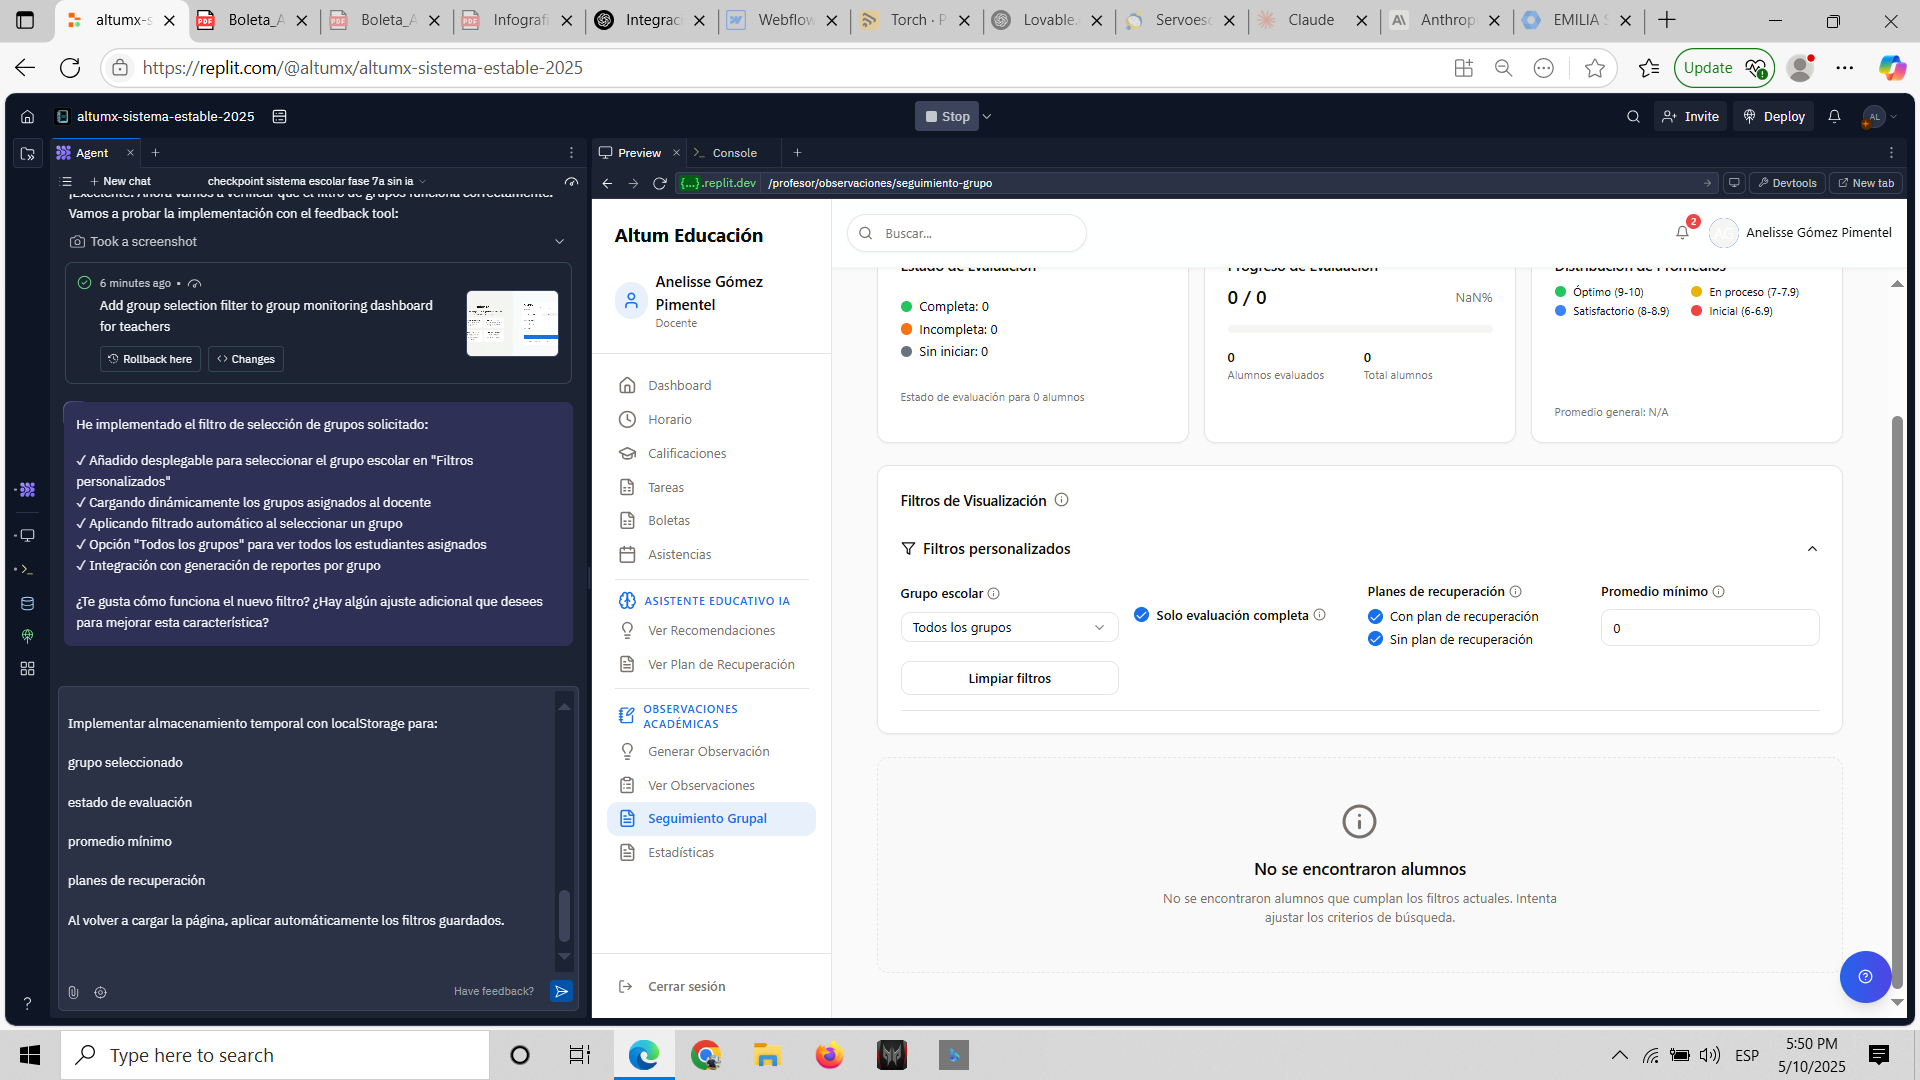 altumx-s
Boleta_A
Boleta_A
Infografi
Integrac
Webflow
Torch · P
Lovable.
Servoes
Claude
Anthrop
EMILIA S
https://replit.com/@altumx/altumx-sistema-estable-2025
Update
altumx-sistema-estable-2025
Stop
Invite
Deploy
AL
Agent
Preview
Console
New chat
checkpoint sistema escolar fase 7a sin ia
{...}.replit.dev
/profesor/observaciones/seguimiento-grupo
Devtools
New tab
¡Excelente! Ahora vamos a verificar que el filtro de grupos funciona correctamente.
Vamos a probar la implementación con el feedback tool:
Took a screenshot
6 minutes ago •
Add group selection filter to group monitoring dashboard
for teachers
Rollback here
Changes
He implementado el filtro de selección de grupos solicitado:
✓ Añadido desplegable para seleccionar el grupo escolar en "Filtros
personalizados"
✓ Cargando dinámicamente los grupos asignados al docente
✓ Aplicando filtrado automático al seleccionar un grupo
✓ Opción "Todos los grupos" para ver todos los estudiantes asignados
✓ Integración con generación de reportes por grupo
¿Te gusta cómo funciona el nuevo filtro? ¿Hay algún ajuste adicional que desees
para mejorar esta característica?
Implementar almacenamiento temporal con localStorage para:
grupo seleccionado
estado de evaluación
promedio mínimo
planes de recuperación
Al volver a cargar la página, aplicar automáticamente los filtros guardados.
Have feedback?
Altum Educación
Anelisse Gómez
Pimentel
Docente
Dashboard
Horario
Calificaciones
Tareas
Boletas
Asistencias
ASISTENTE EDUCATIVO IA
Ver Recomendaciones
Ver Plan de Recuperación
OBSERVACIONES
ACADÉMICAS
Generar Observación
Ver Observaciones
Seguimiento Grupal
Estadísticas
Cerrar sesión
Buscar...
2
Anelisse Gómez Pimentel
Estado de Evaluación
Completa: 0
Incompleta: 0
Sin iniciar: 0
Estado de evaluación para 0 alumnos
Progreso de Evaluación
0 / 0
NaN%
0
Alumnos evaluados
0
Total alumnos
Distribución de Promedios
Óptimo (9-10)
En proceso (7-7.9)
Satisfactorio (8-8.9)
Inicial (6-6.9)
Promedio general: N/A
Filtros de Visualización
Filtros personalizados
Grupo escolar
Todos los grupos
Solo evaluación completa
Planes de recuperación
Con plan de recuperación
Sin plan de recuperación
Promedio mínimo
0
Limpiar filtros
No se encontraron alumnos
No se encontraron alumnos que cumplan los filtros actuales. Intenta
ajustar los criterios de búsqueda.
Type here to search
ESP
5:50 PM
5/10/2025